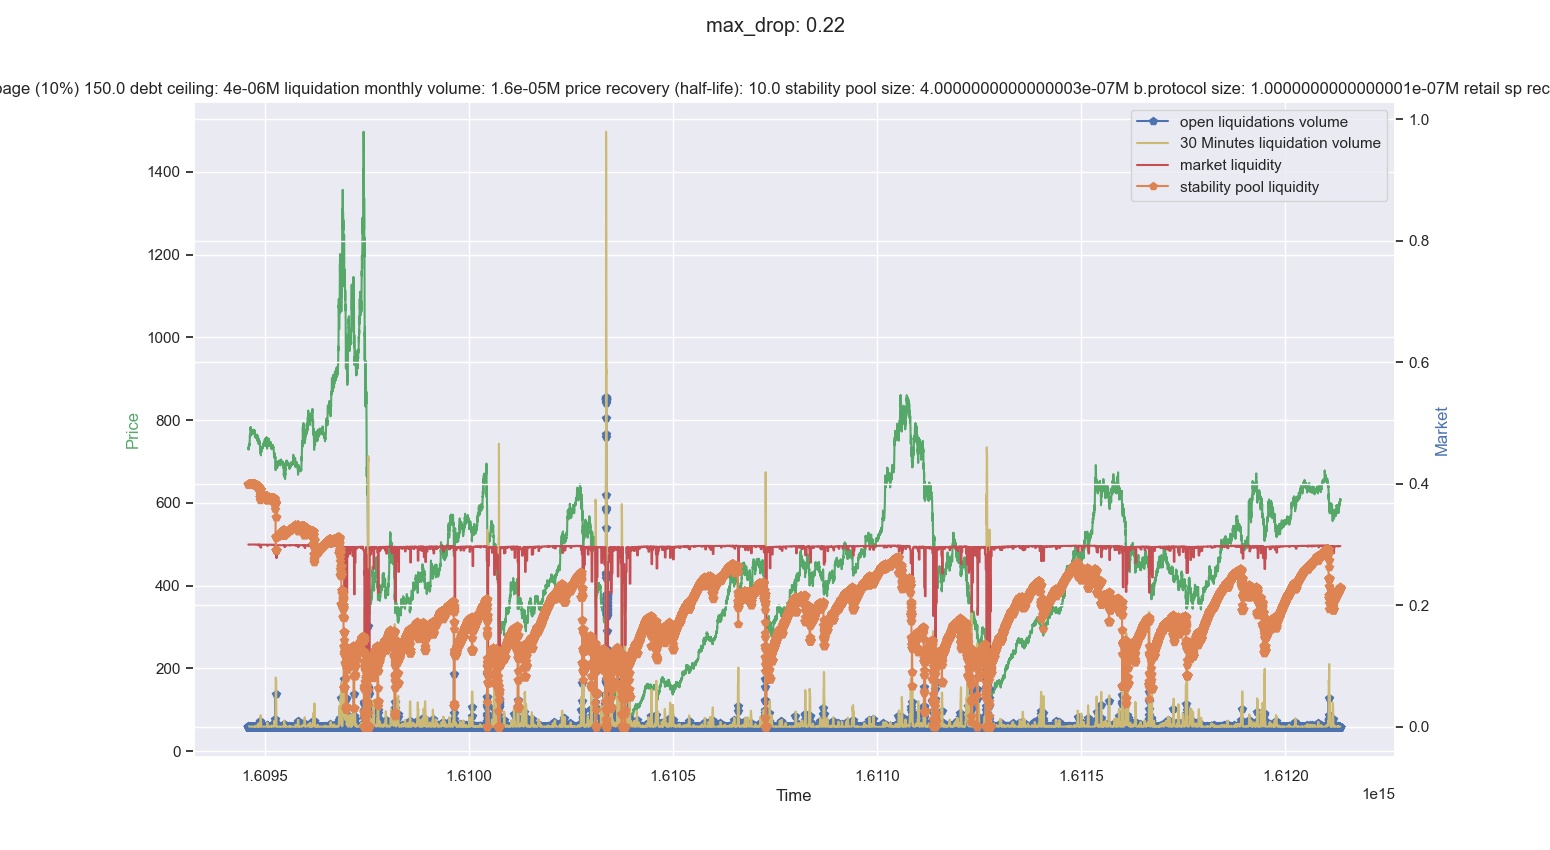 max_drop: 0.22
page (10%) 150.0 debt ceiling: 4e-06M liquidation monthly volume: 1.6e-05M price recovery (half-life): 10.0 stability pool size: 4.0000000000000003e-07M b.protocol size: 1.0000000000000001e-07M retail sp rec
open liquidations volume
30 Minutes liquidation volume
market liquidity
stability pool liquidity
1400
1200
1000
800
600
400
200
0
Price
1.0
0.8
0.6
0.4
0.2
0.0
Market
1.6095 1.6100 1.6105 1.6110 1.6115 1.6120
Time
1e15